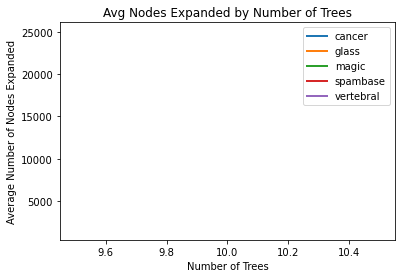 Avg Nodes Expanded by Number of Trees
Average Number of Nodes Expanded
25000
20000
15000
10000
5000
cancer
glass
magic
spambase
vertebral
9.6 9.8 10.0 10.2 10.4
Number of Trees